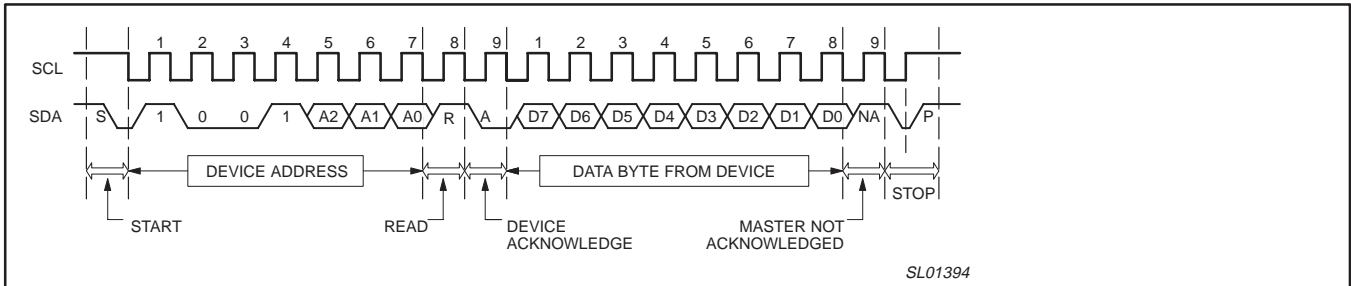 1 2 3 4 5 6 7 8 9 1 2 3 4 5 6 7 8 9
SCL
SDA S 1 0 0 1 A2 A1 A0 R A D7 D6 D5 D4 D3 D2 D1 D0 NA P
DEVICE ADDRESS DATA BYTE FROM DEVICE
STOP
START READ DEVICE ACKNOWLEDGE MASTER NOT ACKNOWLEDGED
SL01394